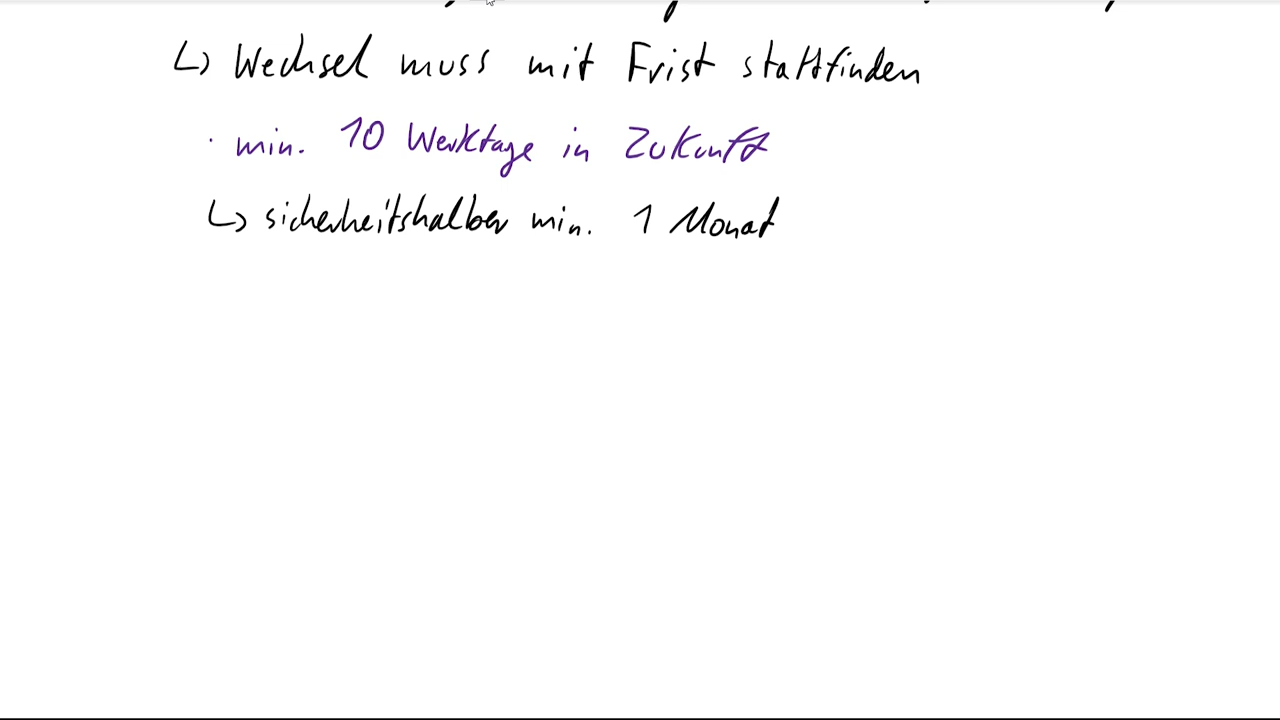 ↳ Wechsel muss mit Frist stattfinden
· min. 10 Werktage in Zukunft
↳ sicherheitshalber min. 1 Monat